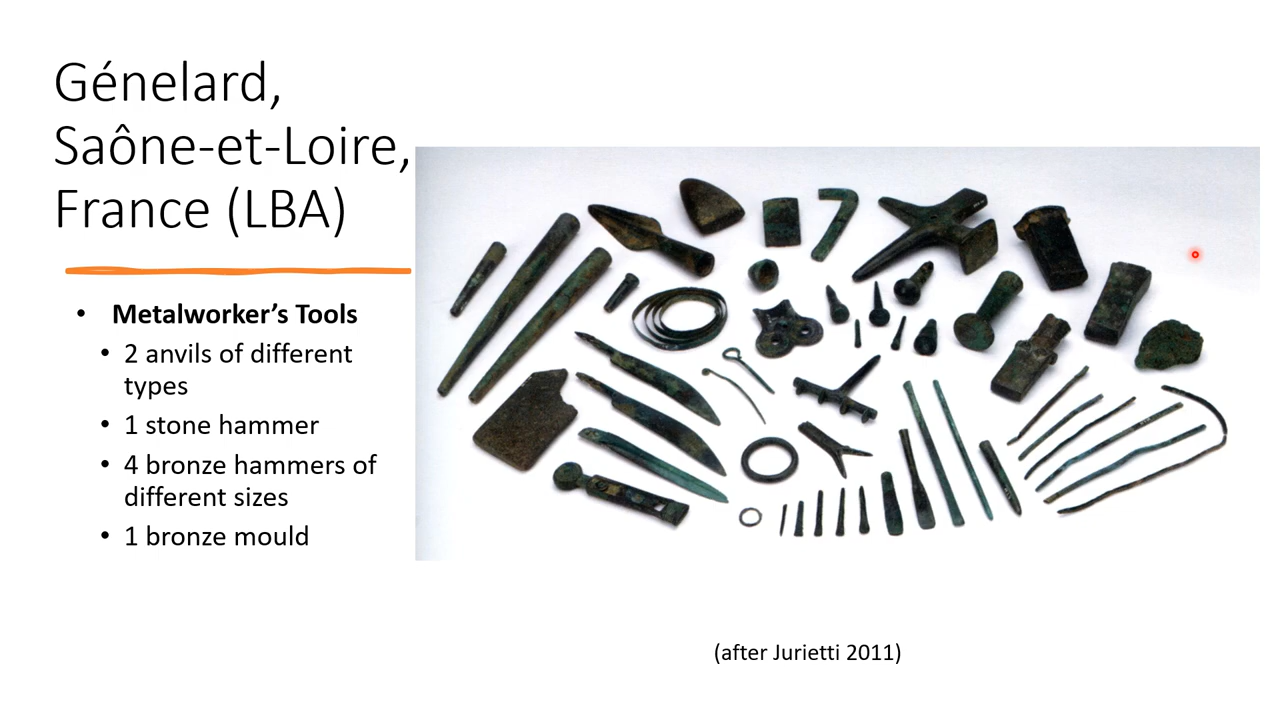 Génelard,
Saône-et-Loire,
France (LBA)
• Metalworker’s Tools
• 2 anvils of different
types
• 1 stone hammer
• 4 bronze hammers of
different sizes
• 1 bronze mould
(after Jurietti 2011)